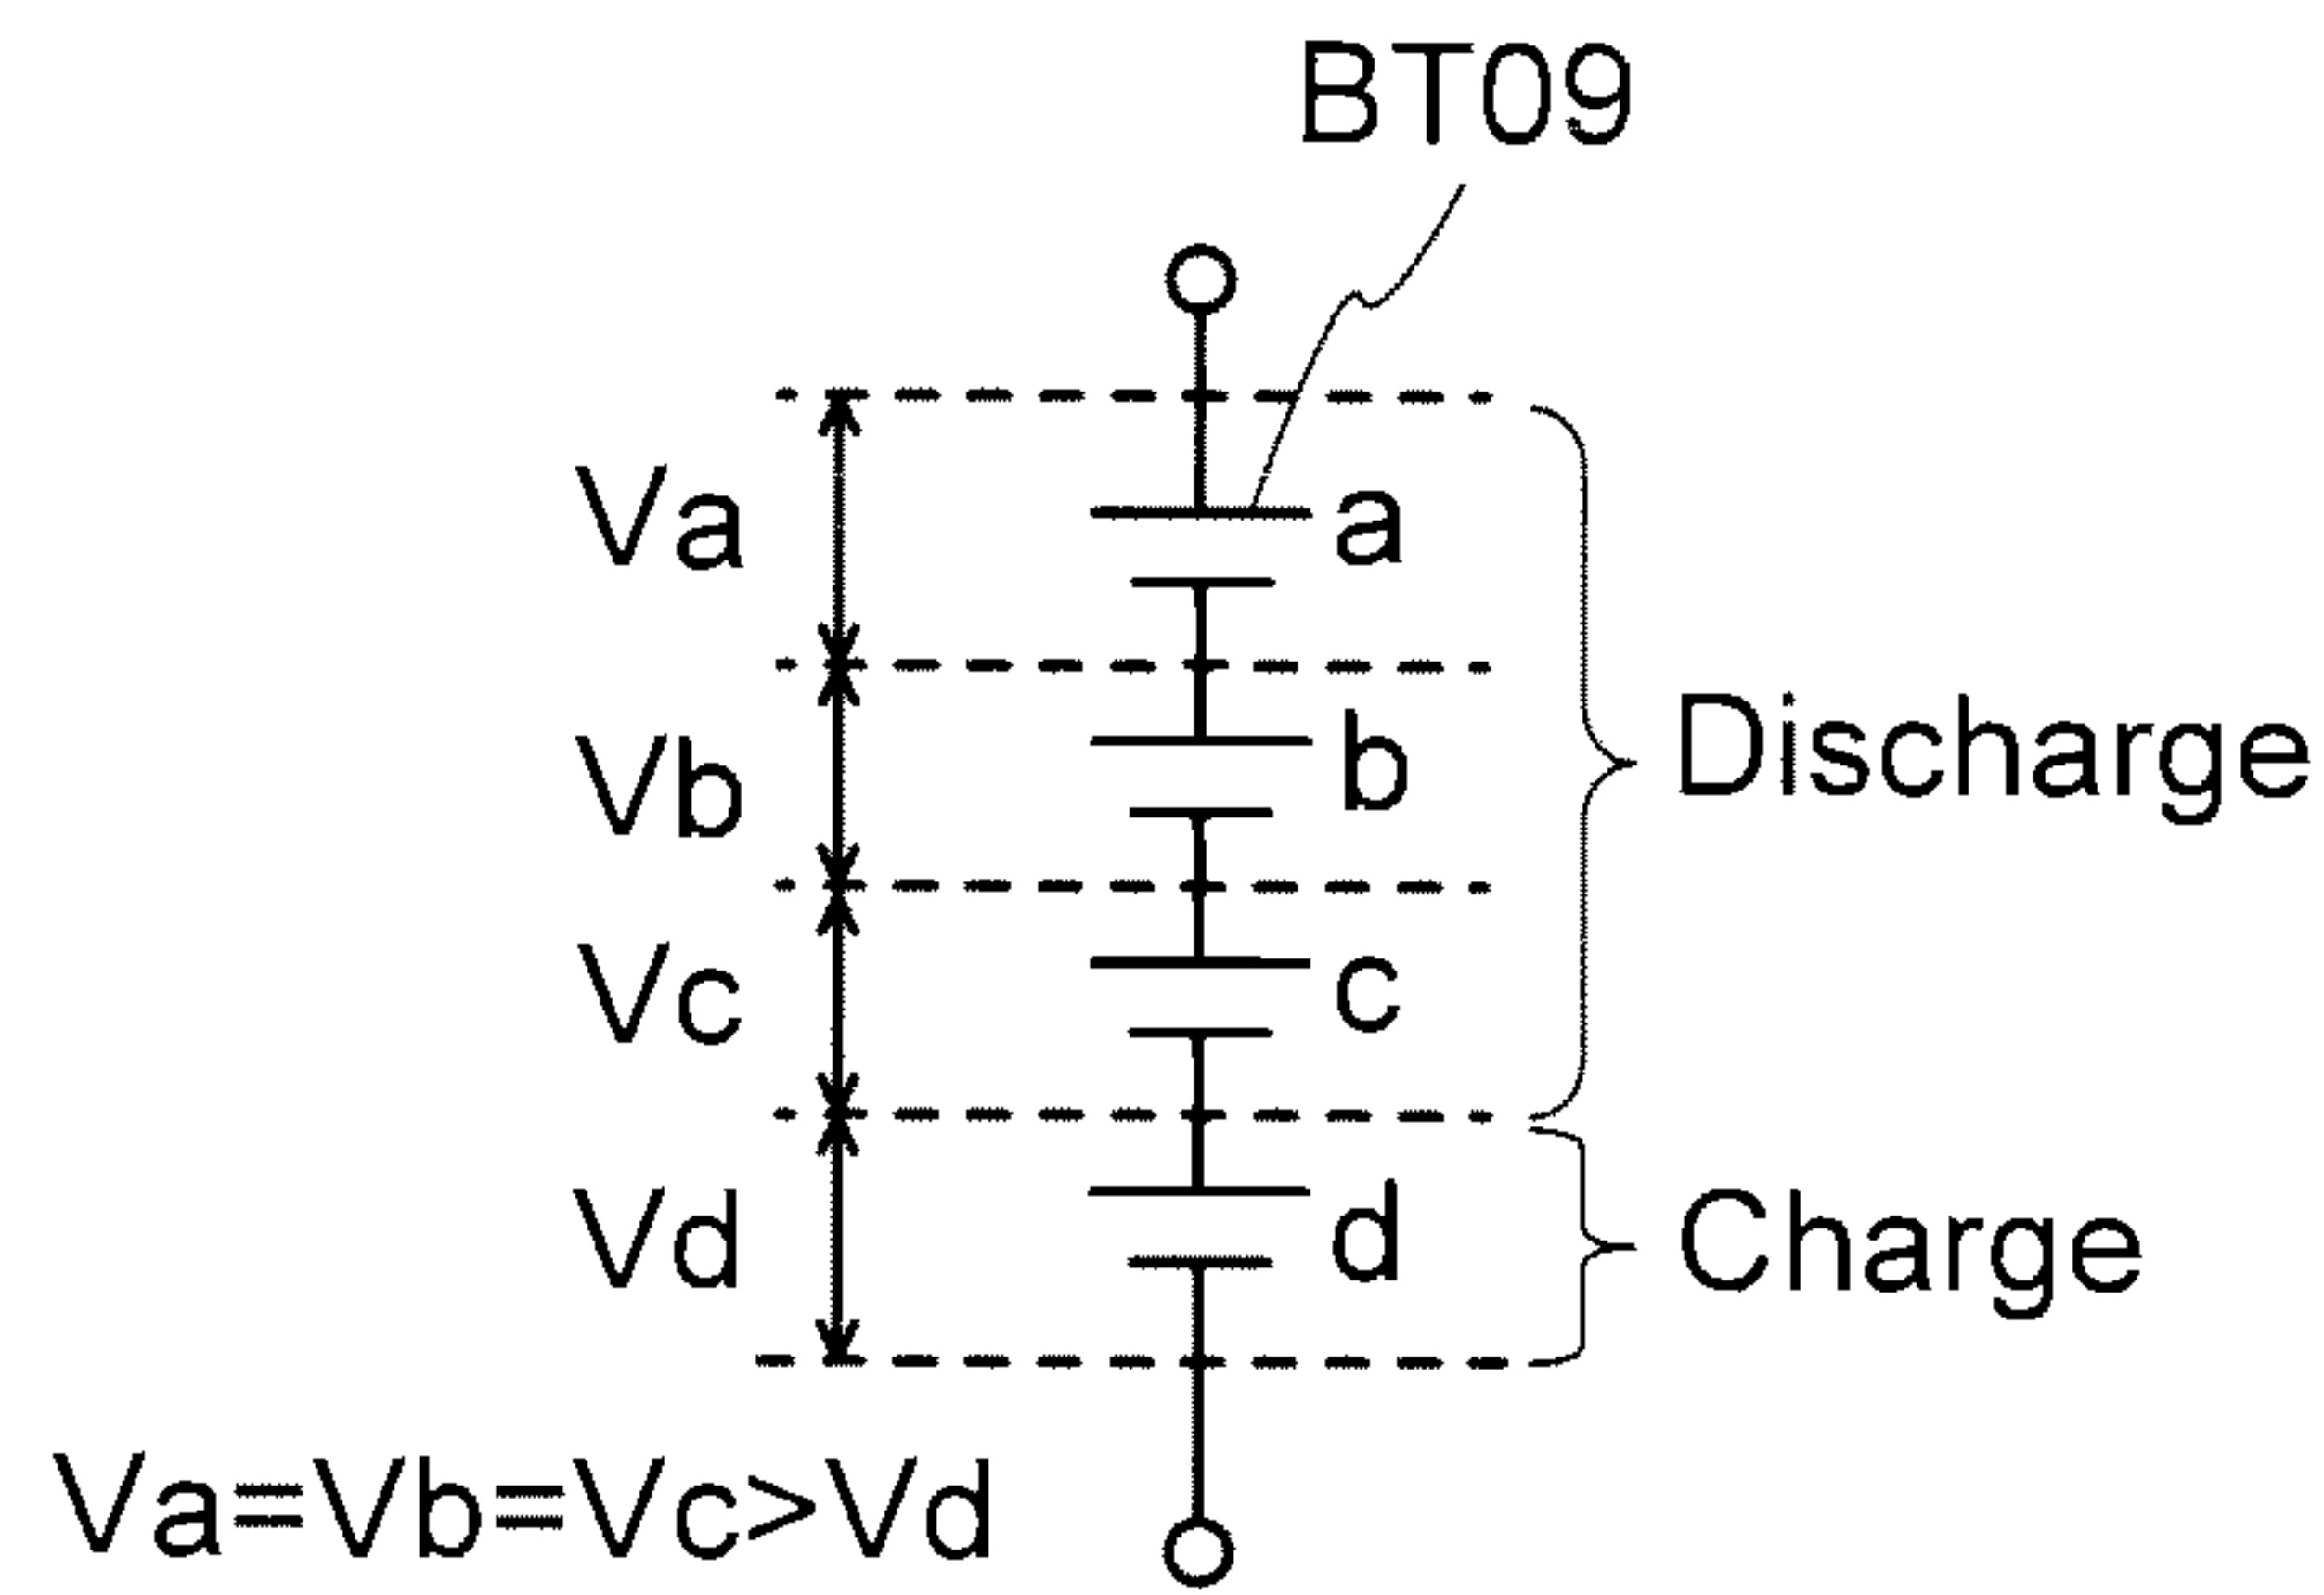 BT09
Va
a
Vb
b
Discharge
Vc
c
Vd
d
Charge
Va=Vb=Vc>Vd